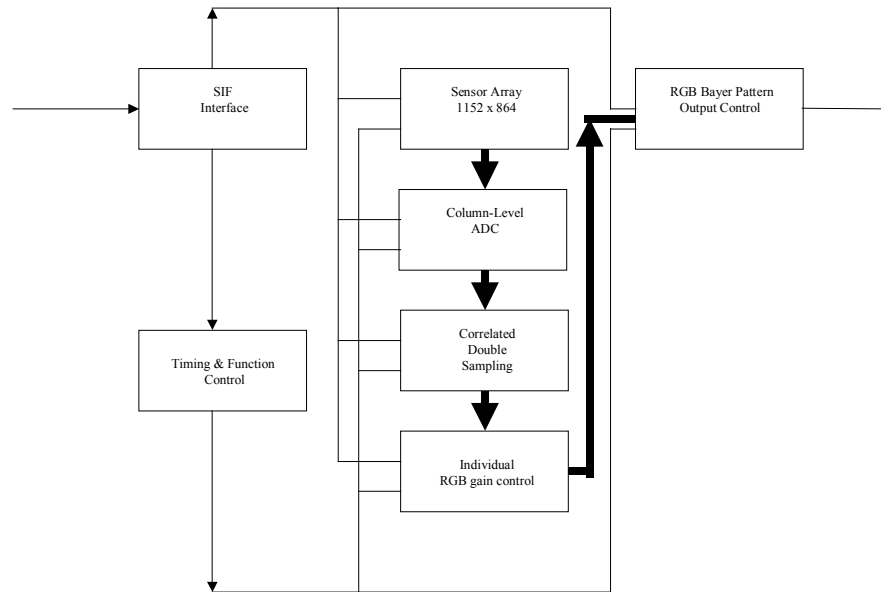 SIF
Interface
Sensor Array
1152 x 864
RGB Bayer Pattern
Output Control
Column-Level
ADC
Correlated
Double
Sampling
Timing & Function
Control
Individual
RGB gain control